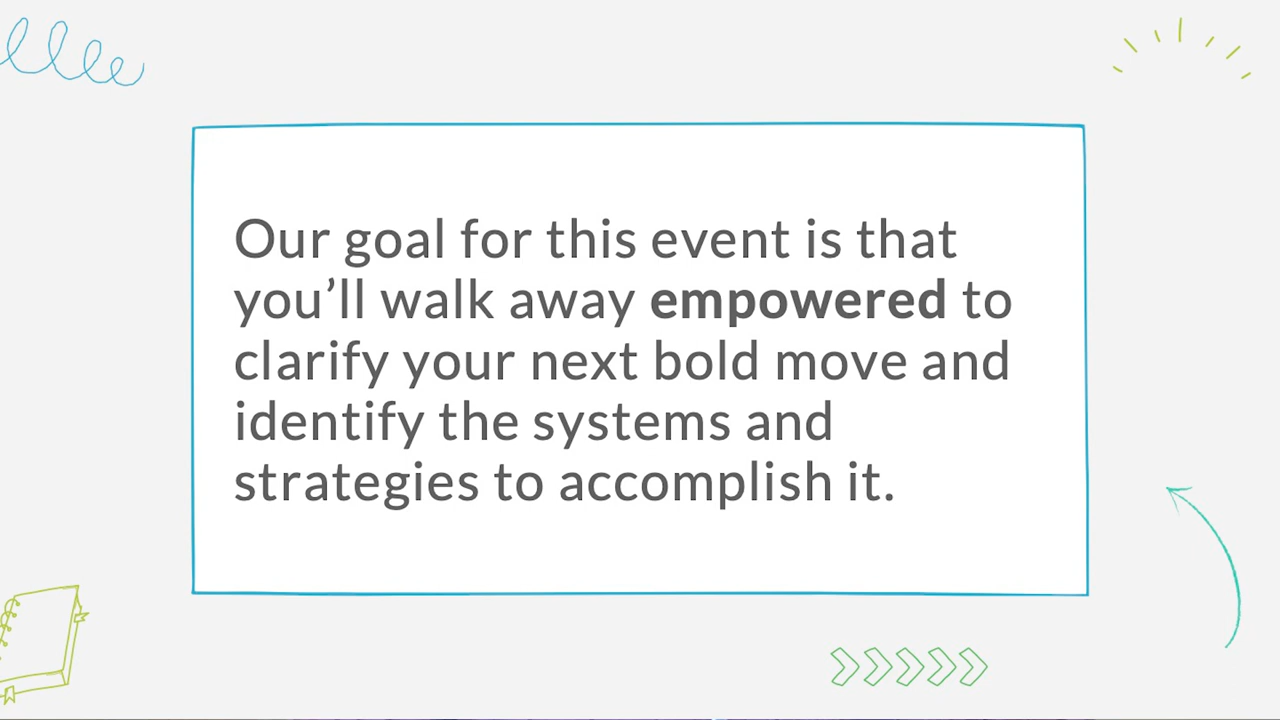 Our goal for this event is that
you’ll walk away empowered to
clarify your next bold move and
identify the systems and
strategies to accomplish it.